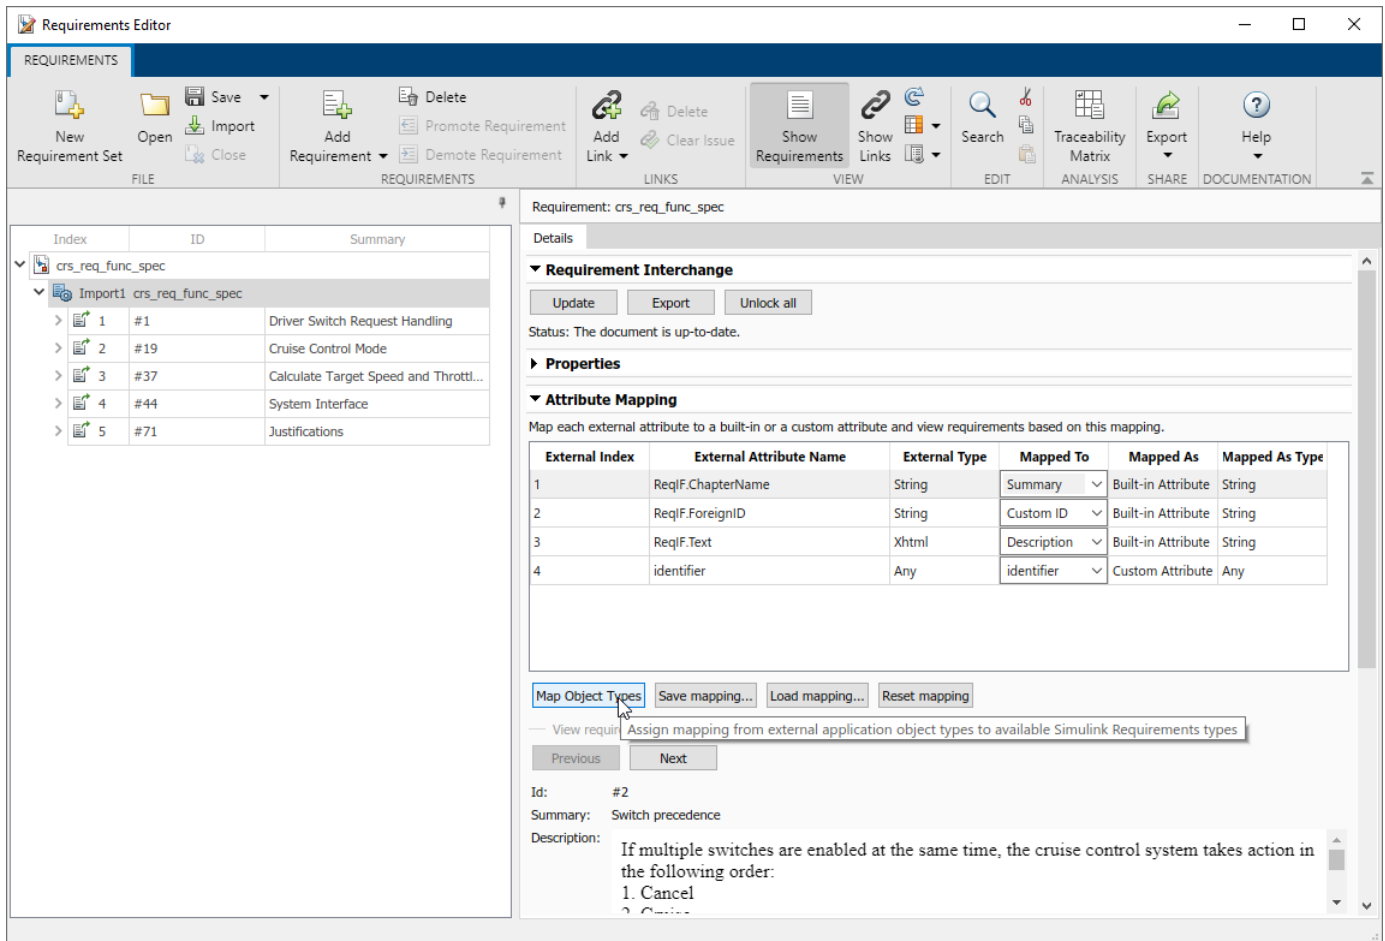 Requirements Editor
REQUIREMENTS
New Requirement Set
Open
Save
Import
Close
FILE
Add Requirement
Delete
Promote Requirement
Demote Requirement
REQUIREMENTS
Add Link
Delete
Clear Issue
LINKS
Show Requirements
Show Links
VIEW
Search
EDIT
Traceability Matrix
ANALYSIS
Export
SHARE
Help
DOCUMENTATION
Index ID Summary
crs_req_func_spec
Import1 crs_req_func_spec
1 #1 Driver Switch Request Handling
2 #19 Cruise Control Mode
3 #37 Calculate Target Speed and Throttl...
4 #44 System Interface
5 #71 Justifications
Requirement: crs_req_func_spec
Details
Requirement Interchange
Update Export Unlock all
Status: The document is up-to-date.
Properties
Attribute Mapping
Map each external attribute to a built-in or a custom attribute and view requirements based on this mapping.
External Index External Attribute Name External Type Mapped To Mapped As Mapped As Type
1 ReqIF.ChapterName String Summary Built-in Attribute String
2 ReqIF.ForeignID String Custom ID Built-in Attribute String
3 ReqIF.Text Xhtml Description Built-in Attribute String
4 identifier Any identifier Custom Attribute Any
Map Object Types Save mapping... Load mapping... Reset mapping
View requir
Assign mapping from external application object types to available Simulink Requirements types
Previous Next
Id: #2
Summary: Switch precedence
Description: If multiple switches are enabled at the same time, the cruise control system takes action in
the following order:
1. Cancel